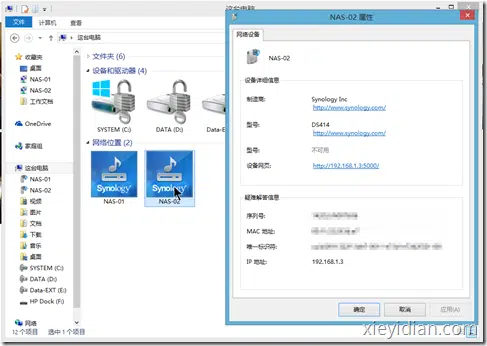 这台电脑
文件
计算机
查看
这台电脑
收藏夹
桌面
NAS-01
NAS-02
工作文档
OneDrive
家庭组
这台电脑
NAS-01
NAS-02
视频
图片
文档
下载
音乐
桌面
SYSTEM (C:)
DATA (D:)
Data-EXT (E:)
HP Dock (F:)
网络
12个项目 选中 1 个项目
文件夹 (6)
设备和驱动器 (4)
SYSTEM (C:)
DATA (D:)
Data-E
网络位置 (2)
Synology
Synology
NAS-01
NAS-02
NAS-02 属性
网络设备
NAS-02
设备详细信息
制造商: Synology Inc
http://www.synology.com/
型号: DS414
http://www.synology.com/
型号: 不可用
设备网页: http://192.168.1.3:5000/
疑难解答信息
序列号:
MAC 地址:
唯一标识符:
IP 地址: 192.168.1.3
确定
取消
应用(A)
xieyidian.com